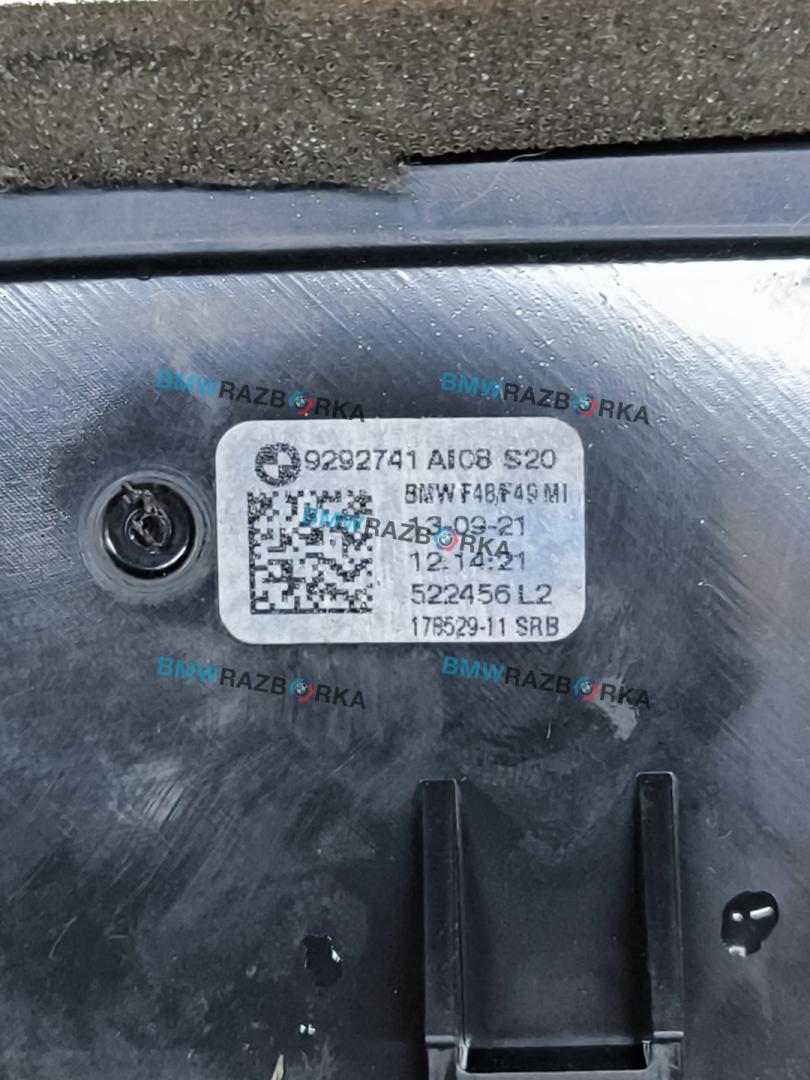 BMWRAZBORKA BMWRAZBORKA
9292741 AI08 S20
BMW F48/F49 MI
13-09-21
BMWRAZBORKA
12:14:21
522456 L2
178529-11 SRB
BMWRAZBORKA BMWRAZBORKA